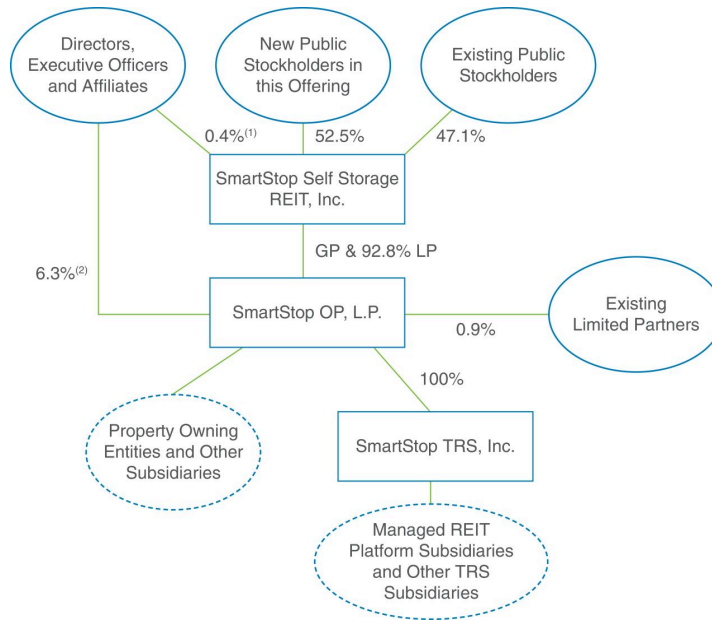 Directors,
Executive Officers
and Affiliates
New Public
Stockholders in
this Offering
Existing Public
Stockholders
0.4%(1)
52.5%
47.1%
SmartStop Self Storage
REIT, Inc.
GP & 92.8% LP
6.3%(2)
SmartStop OP, L.P.
0.9%
Existing
Limited Partners
100%
Property Owning
Entities and Other
Subsidiaries
SmartStop TRS, Inc.
Managed REIT
Platform Subsidiaries
and Other TRS
Subsidiaries